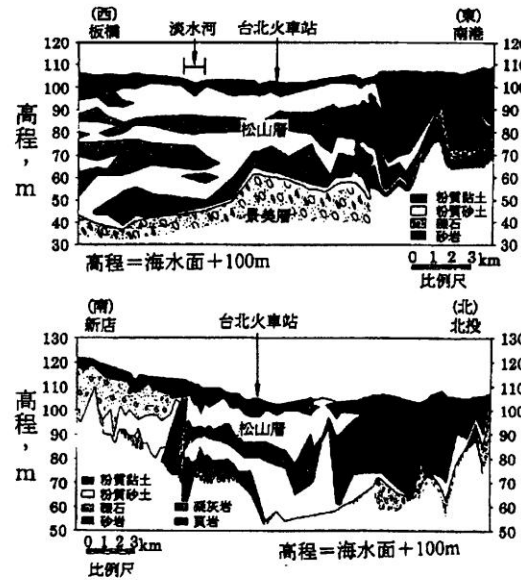 (西)
板橋
淡水河
台北火車站
(東)
南港
120 120
110 110
100 100
90 90
80 80
70 70
60 60
50 50
40 40
30 30
高程，m
松山層
景美層
粉質黏土
粉質砂土
礫石
砂岩
高程＝海水面＋100m
0 1 2 3 km
比例尺
(南)
新店
台北火車站
(北)
北投
130 130
120 120
110 110
100 100
90 90
80 80
70 70
60 60
50 50
高程，m
松山層
粉質黏土
粉質砂土
礫石
砂岩
凝灰岩
頁岩
0 1 2 3 km
比例尺
高程＝海水面＋100m